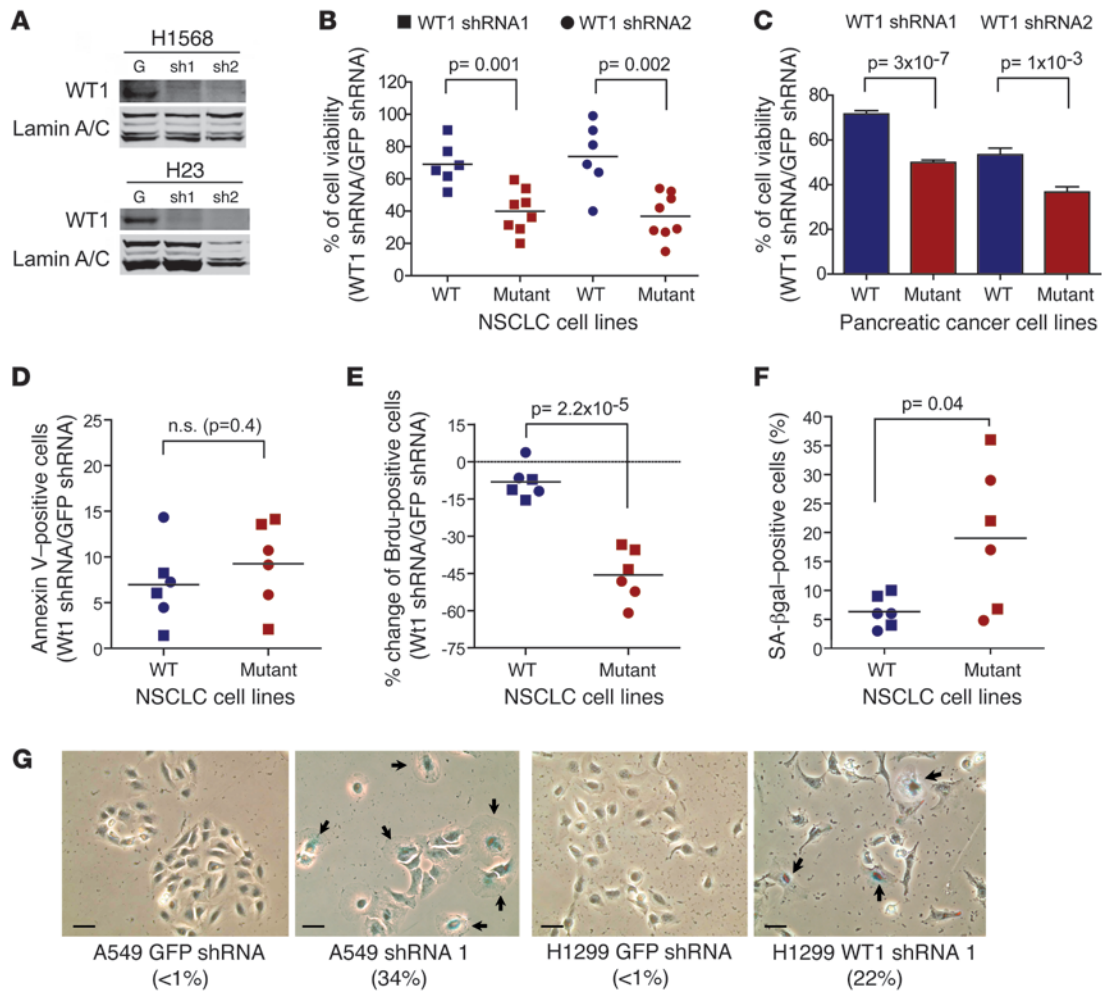 A
H1568
G sh1 sh2
WT1
Lamin A/C
H23
G sh1 sh2
WT1
Lamin A/C
B
WT1 shRNA1 WT1 shRNA2
p= 0.001 p= 0.002
% of cell viability
(WT1 shRNA/GFP shRNA)
120
100
80
60
40
20
0
WT Mutant WT Mutant
NSCLC cell lines
C
WT1 shRNA1 WT1 shRNA2
p= 3x10-7 p= 1x10-3
% of cell viability
(WT1 shRNA/GFP shRNA)
80
60
40
20
0
WT Mutant WT Mutant
Pancreatic cancer cell lines
D
n.s. (p=0.4)
Annexin V–positive cells
(Wt1 shRNA/GFP shRNA)
25
20
15
10
5
0
WT Mutant
NSCLC cell lines
E
p= 2.2x10-5
% change of Brdu-positive cells
(Wt1 shRNA/GFP shRNA)
15
0
-15
-30
-45
-60
-75
WT Mutant
NSCLC cell lines
F
p= 0.04
SA-βgal–positive cells (%)
40
35
30
25
20
15
10
5
0
WT Mutant
NSCLC cell lines
G
A549 GFP shRNA A549 shRNA 1 H1299 GFP shRNA H1299 WT1 shRNA 1
(<1%) (34%) (<1%) (22%)